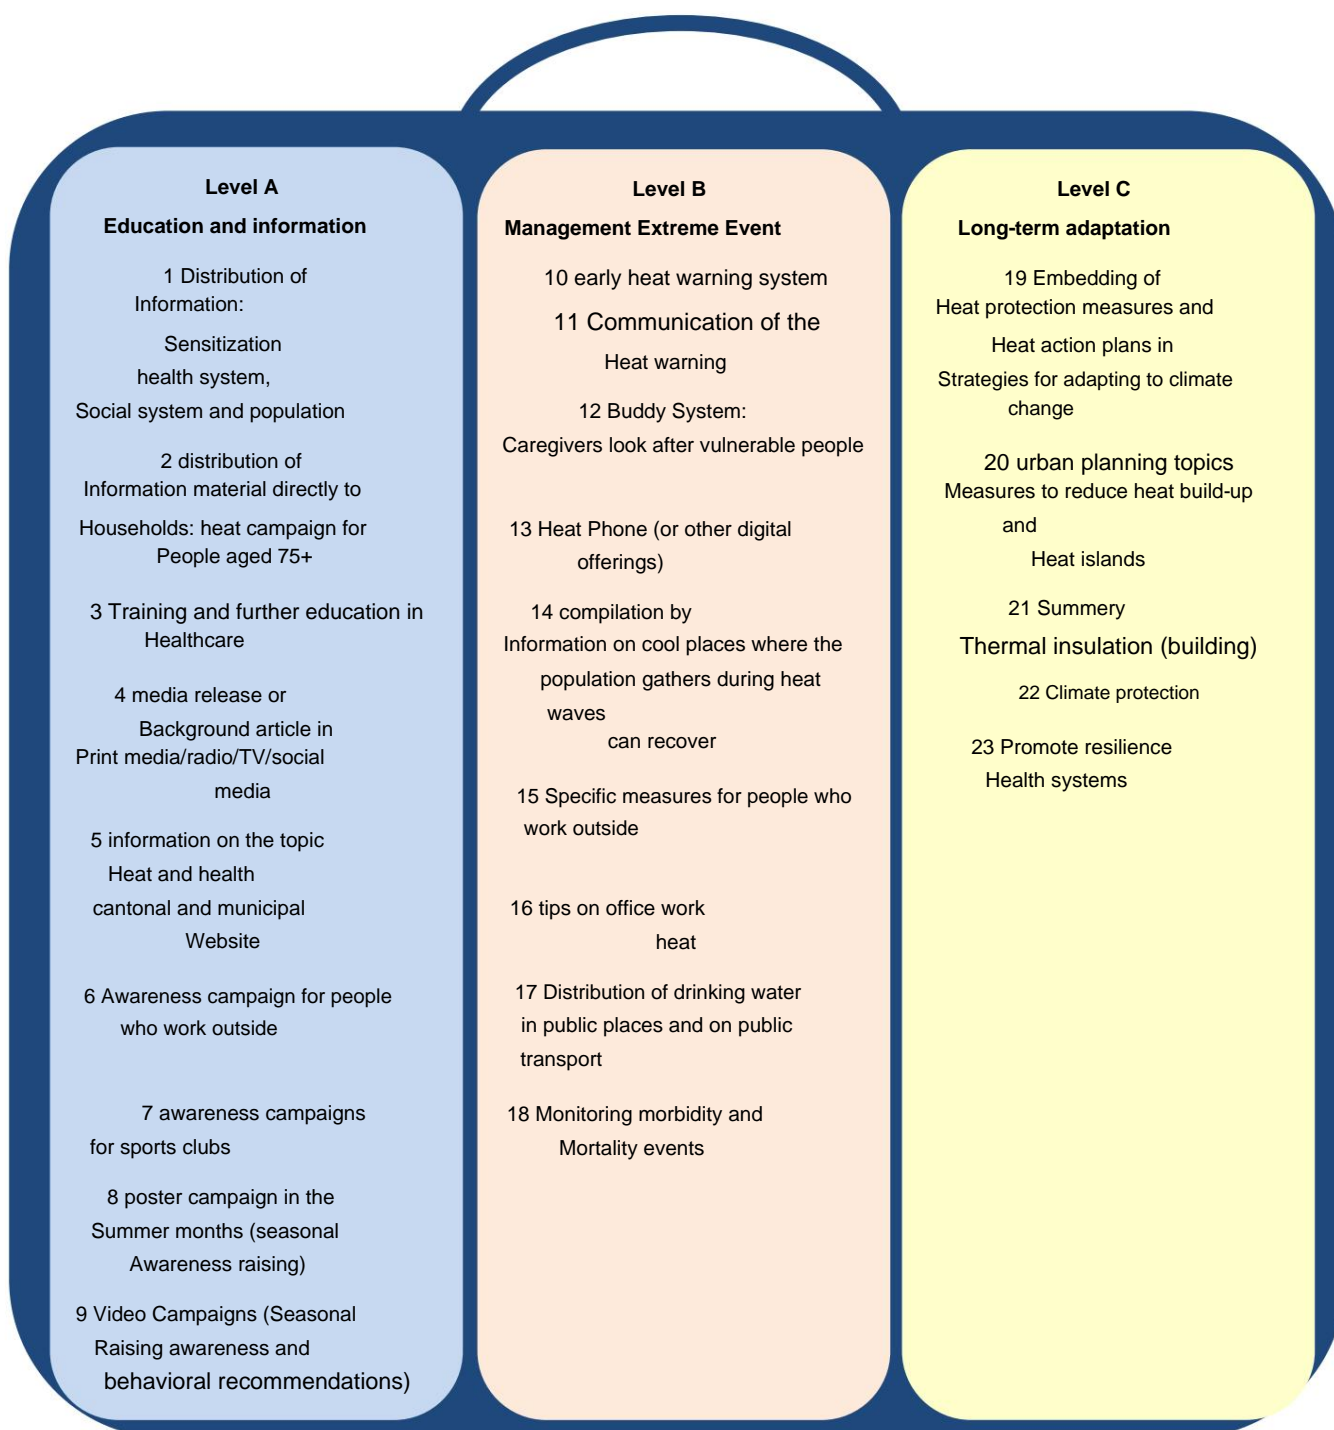 Level A
Education and information
1 Distribution of
Information:
Sensitization
health system,
Social system and population
2 distribution of
Information material directly to
Households: heat campaign for
People aged 75+
3 Training and further education in
Healthcare
4 media release or
Background article in
Print media/radio/TV/social
media
5 information on the topic
Heat and health
cantonal and municipal
Website
6 Awareness campaign for people
who work outside
7 awareness campaigns
for sports clubs
8 poster campaign in the
Summer months (seasonal
Awareness raising)
9 Video Campaigns (Seasonal
Raising awareness and
behavioral recommendations)
Level B
Management Extreme Event
10 early heat warning system
11 Communication of the
Heat warning
12 Buddy System:
Caregivers look after vulnerable people
13 Heat Phone (or other digital
offerings)
14 compilation by
Information on cool places where the
population gathers during heat
waves
can recover
15 Specific measures for people who
work outside
16 tips on office work
heat
17 Distribution of drinking water
in public places and on public
transport
18 Monitoring morbidity and
Mortality events
Level C
Long-term adaptation
19 Embedding of
Heat protection measures and
Heat action plans in
Strategies for adapting to climate
change
20 urban planning topics
Measures to reduce heat build-up
and
Heat islands
21 Summery
Thermal insulation (building)
22 Climate protection
23 Promote resilience
Health systems